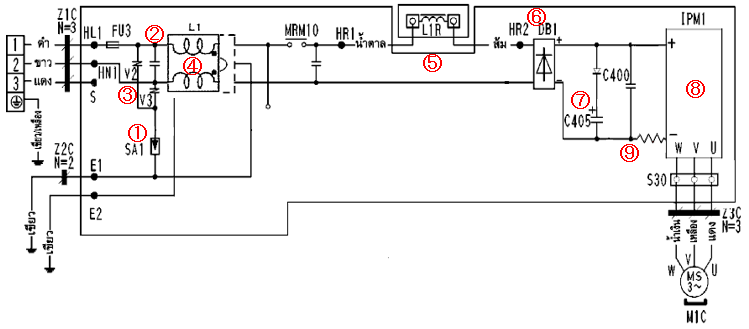 Z1C
N=3
HL1
FU3
②
L1
MRM10
HR1
L1R
HR2
⑥
DB1
IPM1
1
ดำ
น้ำตาล
ส้ม
+
+
2
ขาว
HN1
V2
④
⑤
C400
3
แดง
S
③
V3
⑦
+
C405
⑧
เขียว/เหลือง
①
SA1
⑨
−
−
Z2C
N=2
E1
W
V
U
S30
E2
เขียว
เขียว
Z3C
N=3
น้ำเงิน
เหลือง
แดง
W
V
U
MS
3~
M1C